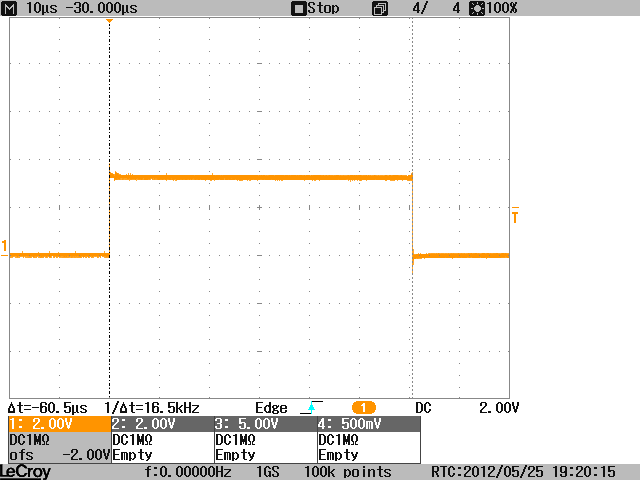 M 10µs -30.000µs Stop 4/ 4 100%
1
T
Δt=-60.5µs 1/Δt=16.5kHz Edge 1 DC 2.00V
1: 2.00V 2: 2.00V 3: 5.00V 4: 500mV
DC1MΩ DC1MΩ DC1MΩ DC1MΩ
ofs -2.00V Empty Empty Empty
LeCroy f:0.00000Hz 1GS 100k points RTC:2012/05/25 19:20:15